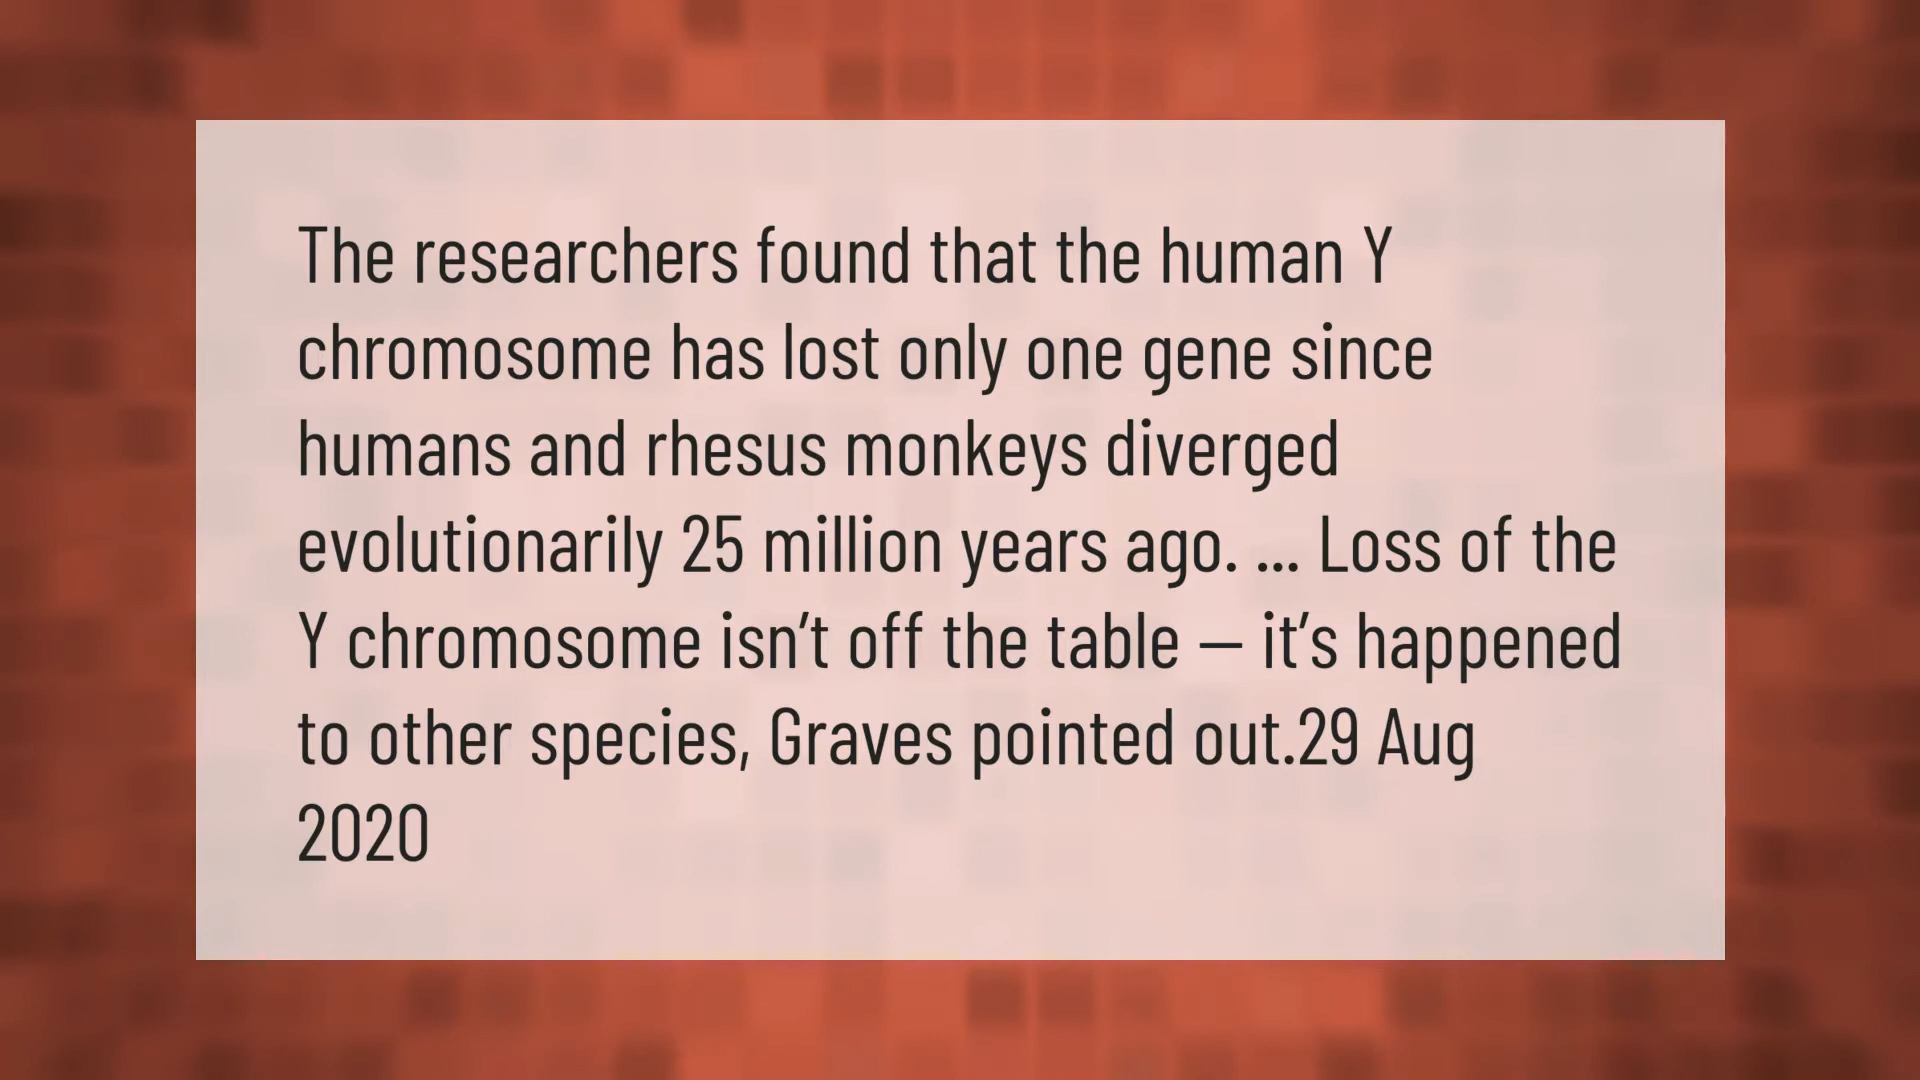 The researchers found that the human Y
chromosome has lost only one gene since
humans and rhesus monkeys diverged
evolutionarily 25 million years ago. ... Loss of the
Y chromosome isn’t off the table — it’s happened
to other species, Graves pointed out.29 Aug
2020